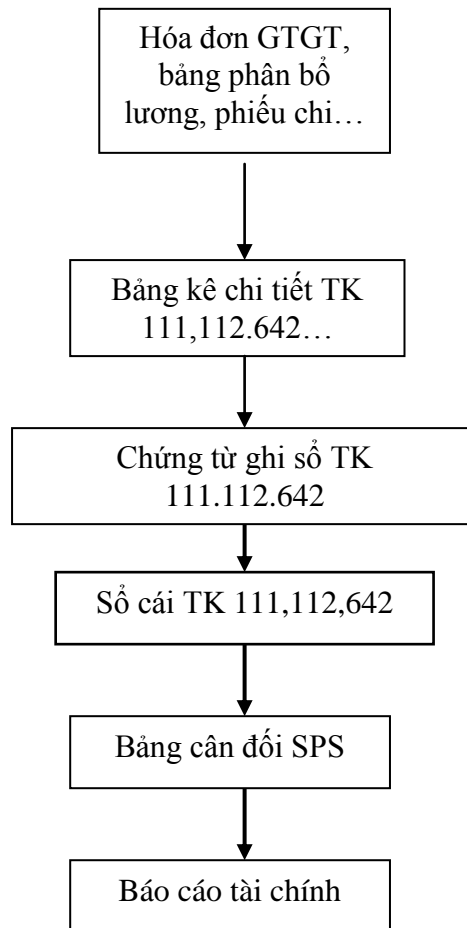 Hóa đơn GTGT,
bảng phân bổ
lương, phiếu chi…
Bảng kê chi tiết TK
111,112.642…
Chứng từ ghi sổ TK
111.112.642
Sổ cái TK 111,112,642
Bảng cân đối SPS
Báo cáo tài chính